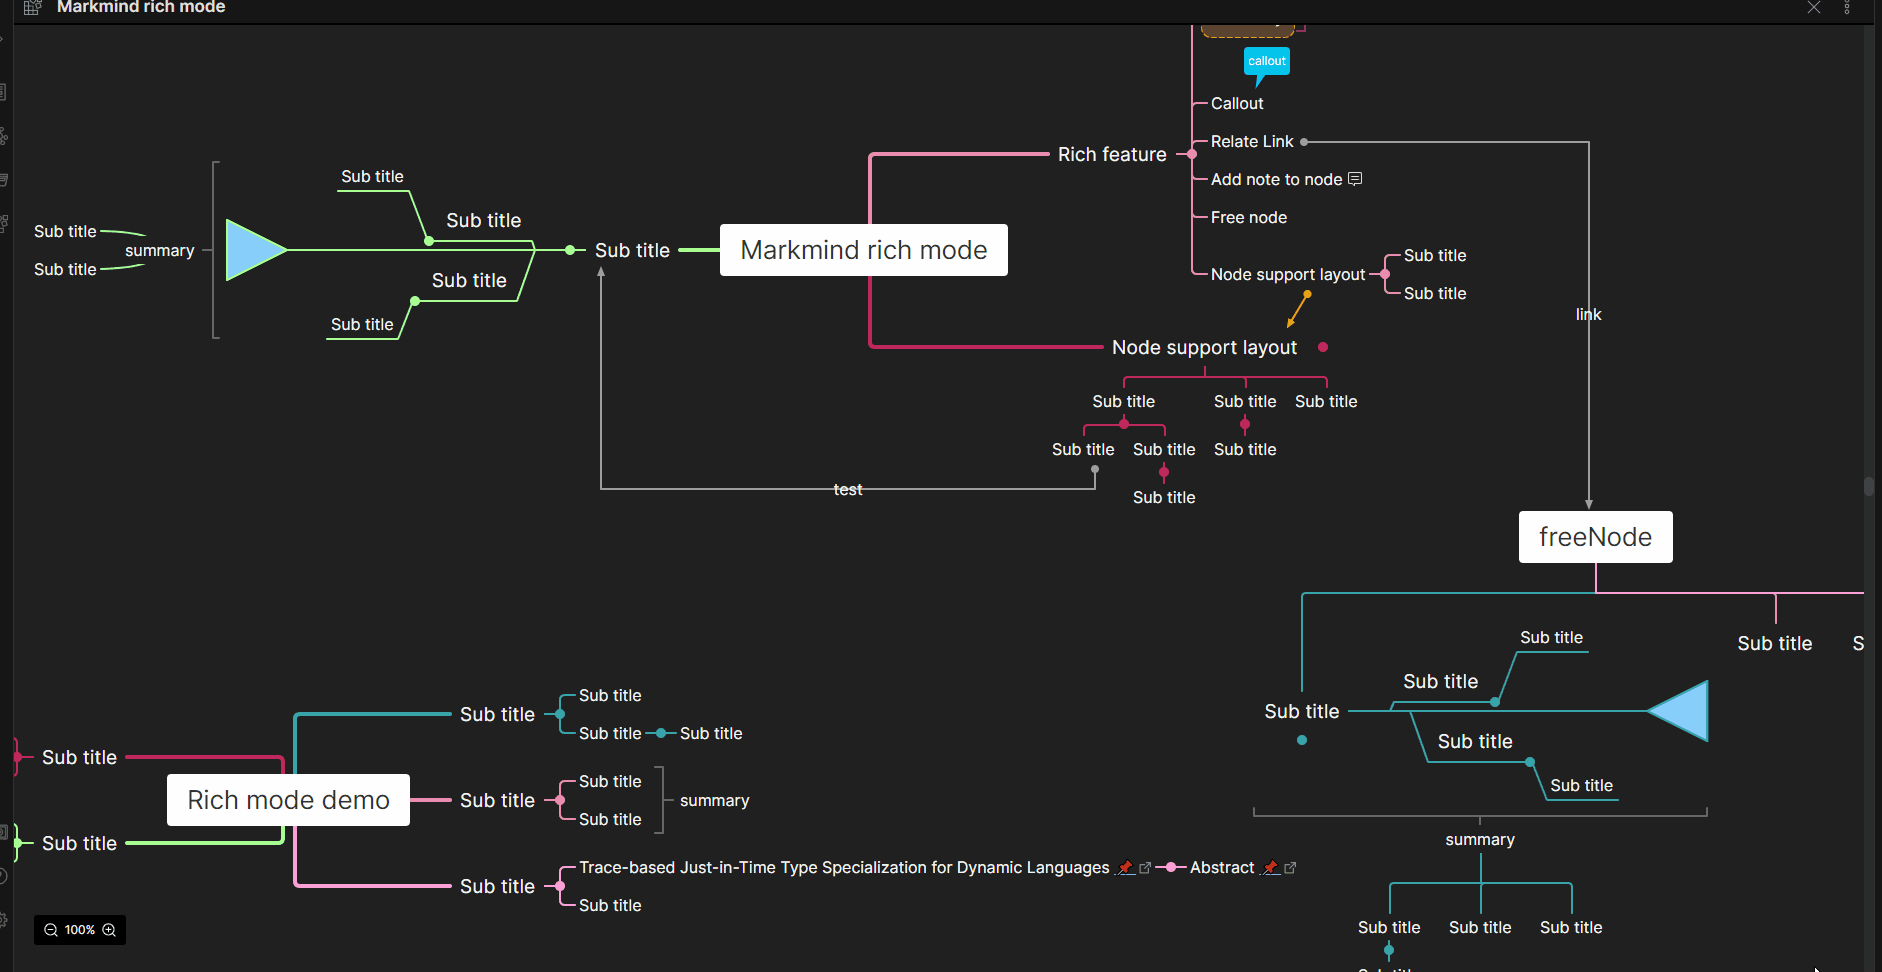 Markmind rich mode
callout
Callout
Relate Link
Rich feature
Add note to node
Free node
Node support layout
Sub title
Sub title
link
Sub title
Sub title
Sub title
summary
Sub title
Sub title
Sub title
Sub title
Sub title
Markmind rich mode
Node support layout
Sub title
Sub title
Sub title
Sub title
Sub title
Sub title
Sub title
test
freeNode
Sub title
Sub title
S
Sub title
Sub title
Sub title
Sub title
summary
Sub title
Sub title
Sub title
Sub title
Sub title
Sub title
Sub title
Sub title
Sub title
Rich mode demo
Sub title
Sub title
Sub title
summary
Sub title
Sub title
Trace-based Just-in-Time Type Specialization for Dynamic Languages
Abstract
Sub title
100%